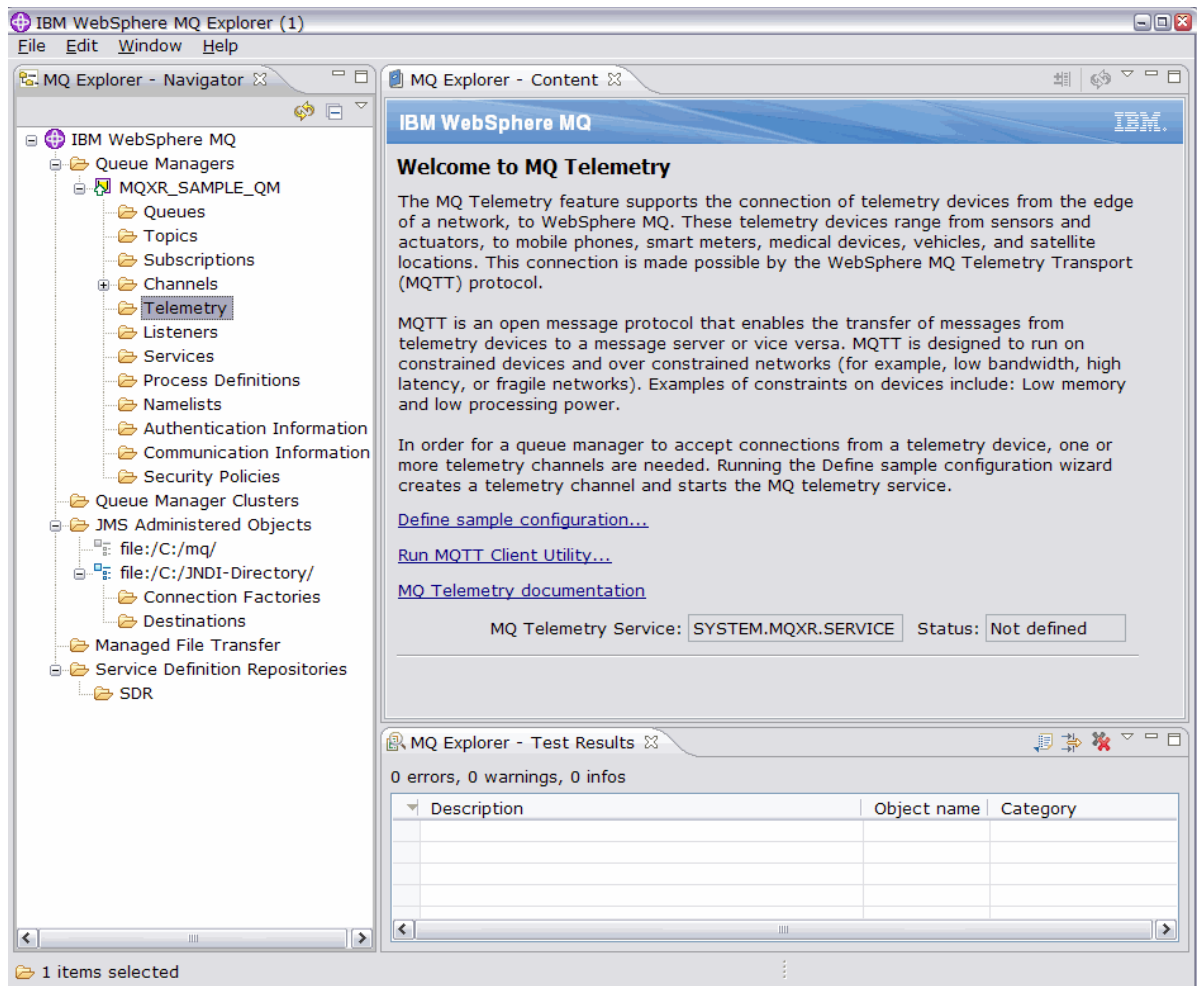 IBM WebSphere MQ Explorer (1)
File Edit Window Help
MQ Explorer - Navigator
IBM WebSphere MQ
Queue Managers
MQXR_SAMPLE_QM
Queues
Topics
Subscriptions
Channels
Telemetry
Listeners
Services
Process Definitions
Namelists
Authentication Information
Communication Information
Security Policies
Queue Manager Clusters
JMS Administered Objects
file:/C:/mq/
file:/C:/JNDI-Directory/
Connection Factories
Destinations
Managed File Transfer
Service Definition Repositories
SDR
MQ Explorer - Content
IBM WebSphere MQ
IBM.
Welcome to MQ Telemetry
The MQ Telemetry feature supports the connection of telemetry devices from the edge
of a network, to WebSphere MQ. These telemetry devices range from sensors and
actuators, to mobile phones, smart meters, medical devices, vehicles, and satellite
locations. This connection is made possible by the WebSphere MQ Telemetry Transport
(MQTT) protocol.
MQTT is an open message protocol that enables the transfer of messages from
telemetry devices to a message server or vice versa. MQTT is designed to run on
constrained devices and over constrained networks (for example, low bandwidth, high
latency, or fragile networks). Examples of constraints on devices include: Low memory
and low processing power.
In order for a queue manager to accept connections from a telemetry device, one or
more telemetry channels are needed. Running the Define sample configuration wizard
creates a telemetry channel and starts the MQ telemetry service.
Define sample configuration...
Run MQTT Client Utility...
MQ Telemetry documentation
MQ Telemetry Service: SYSTEM.MQXR.SERVICE Status: Not defined
MQ Explorer - Test Results
0 errors, 0 warnings, 0 infos
Description Object name Category
1 items selected